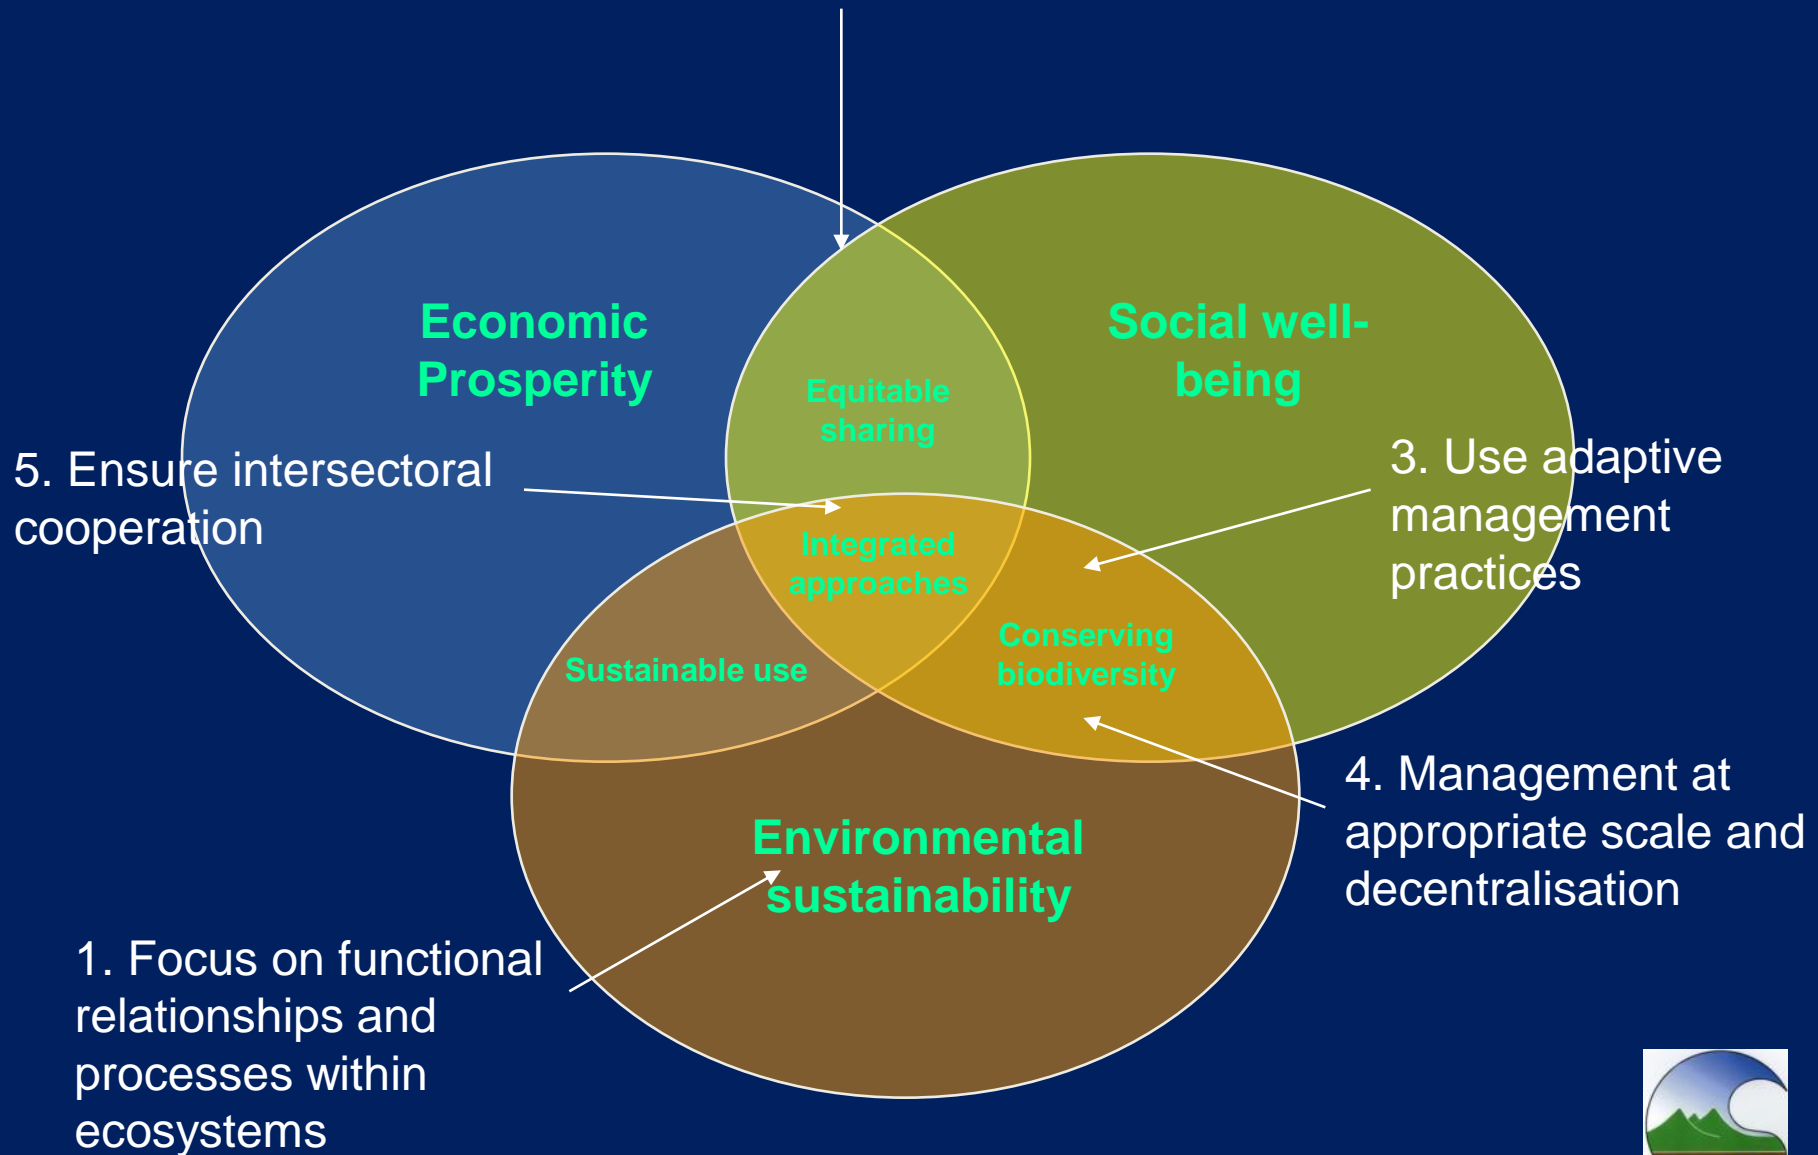 Economic
Prosperity
Social well-
being
Equitable
sharing
5. Ensure intersectoral
cooperation
3. Use adaptive
management
practices
Integrated
approaches
Sustainable use
Conserving
biodiversity
4. Management at
appropriate scale and
decentralisation
Environmental
sustainability
1. Focus on functional
relationships and
processes within
ecosystems